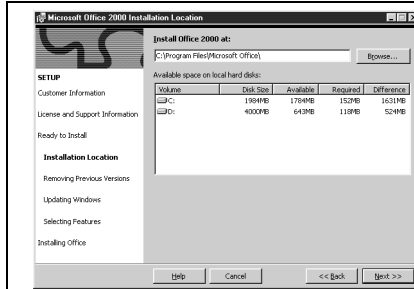 Microsoft Office 2000 Installation Location
Install Office 2000 at:
C:\Program Files\Microsoft Office\
Browse...
SETUP
Customer Information
License and Support Information
Ready to Install
Installation Location
Removing Previous Versions
Updating Windows
Selecting Features
Installing Office
Available space on local hard disks:
Volume Disk Size Available Required Difference
C: 1984MB 1784MB 152MB 1631MB
D: 4000MB 643MB 118MB 524MB
Help Cancel << Back Next >>